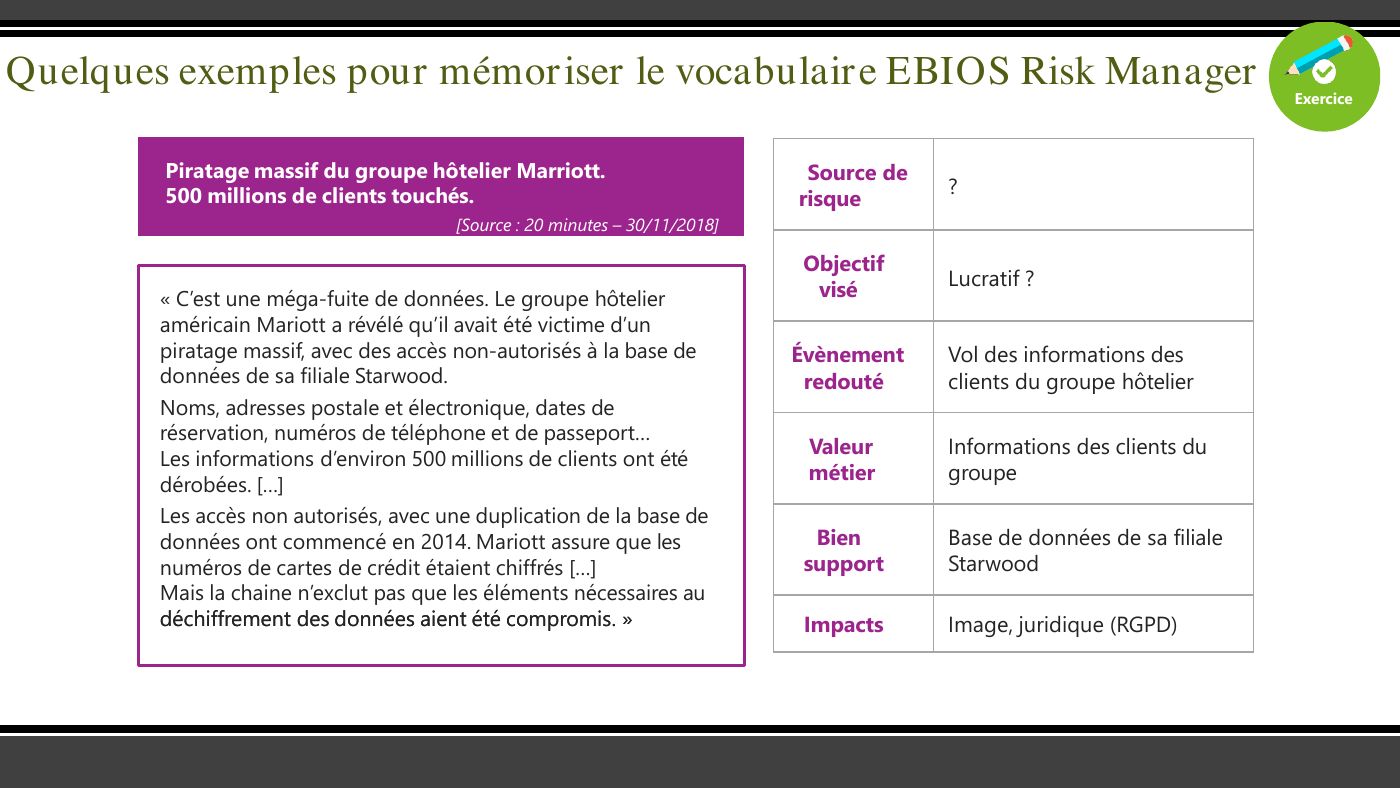 Quelques exemples pour mémoriser le vocabulaire EBIOS Risk Manager
Exercice
Piratage massif du groupe hôtelier Marriott.
500 millions de clients touchés.
[Source : 20 minutes – 30/11/2018]
« C’est une méga-fuite de données. Le groupe hôtelier
américain Mariott a révélé qu’il avait été victime d’un
piratage massif, avec des accès non-autorisés à la base de
données de sa filiale Starwood.
Noms, adresses postale et électronique, dates de
réservation, numéros de téléphone et de passeport…
Les informations d’environ 500 millions de clients ont été
dérobées. […]
Les accès non autorisés, avec une duplication de la base de
données ont commencé en 2014. Mariott assure que les
numéros de cartes de crédit étaient chiffrés […]
Mais la chaine n’exclut pas que les éléments nécessaires au
déchiffrement des données aient été compromis. »
Source de
risque
?
Objectif
visé
Lucratif ?
Évènement
redouté
Vol des informations des
clients du groupe hôtelier
Valeur
métier
Informations des clients du
groupe
Bien
support
Base de données de sa filiale
Starwood
Impacts
Image, juridique (RGPD)